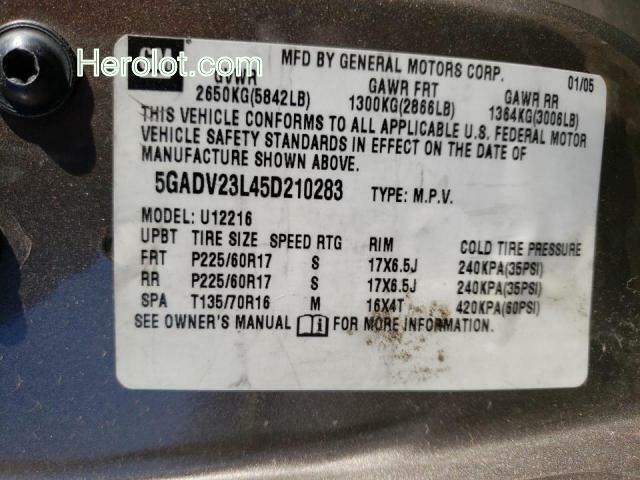 GM
Herolot.com
MFD BY GENERAL MOTORS CORP. 01/05
GVWR GAWR FRT GAWR RR
2650KG(5842LB) 1300KG(2866LB) 1364KG(3006LB)
THIS VEHICLE CONFORMS TO ALL APPLICABLE U.S. FEDERAL MOTOR
VEHICLE SAFETY STANDARDS IN EFFECT ON THE DATE OF
MANUFACTURE SHOWN ABOVE.
5GADV23L45D210283 TYPE: M.P.V.
MODEL: U12216
UPBT TIRE SIZE SPEED RTG RIM COLD TIRE PRESSURE
FRT P225/60R17 S 17X6.5J 240KPA(35PSI)
RR P225/60R17 S 17X6.5J 240KPA(35PSI)
SPA T135/70R16 M 16X4T 420KPA(60PSI)
SEE OWNER'S MANUAL FOR MORE INFORMATION.